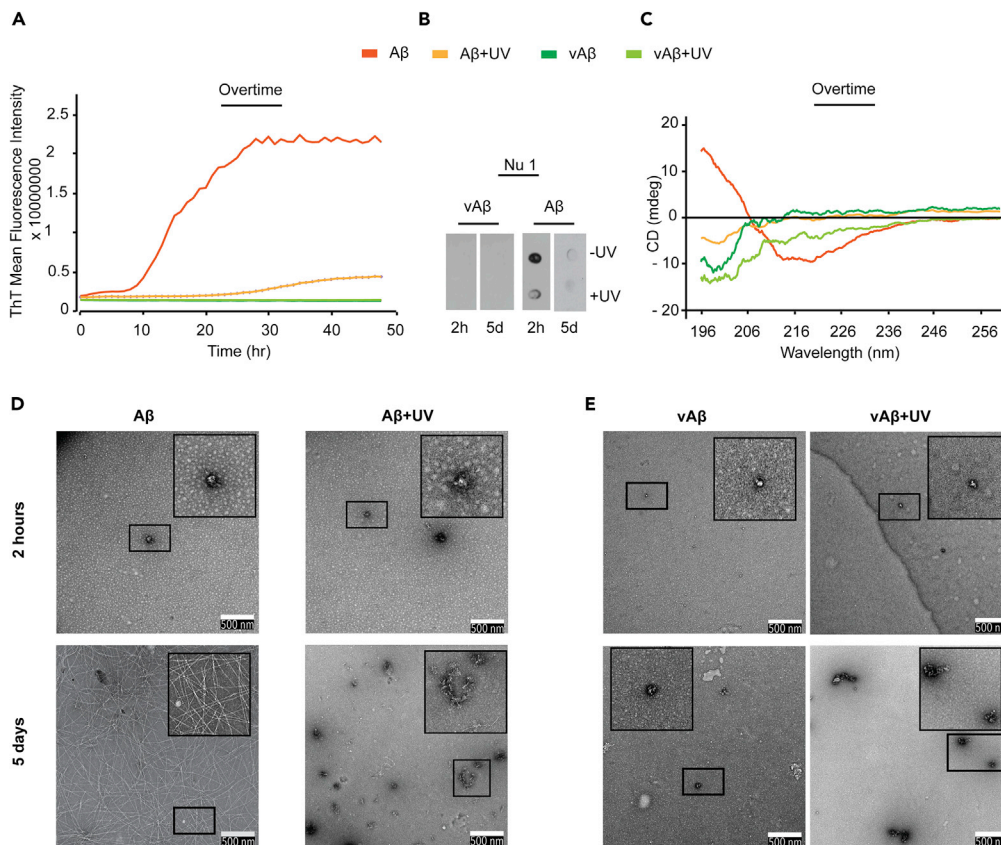 A
B
C
Aβ
Aβ+UV
vAβ
vAβ+UV
Overtime
ThT Mean Fluorescence Intensity
x 10000000
2.5
2
1.5
1
0.5
0
0
10
20
30
40
50
Time (hr)
Nu 1
vAβ
Aβ
-UV
+UV
2h
5d
2h
5d
Overtime
CD (mdeg)
20
10
0
- 10
-20
196
206
216
226
236
246
256
Wavelength (nm)
D
Aβ
Aβ+UV
E
vAβ
vAβ+UV
2 hours
500 nm
500 nm
500 nm
500 nm
5 days
500 nm
500 nm
500 nm
500 nm